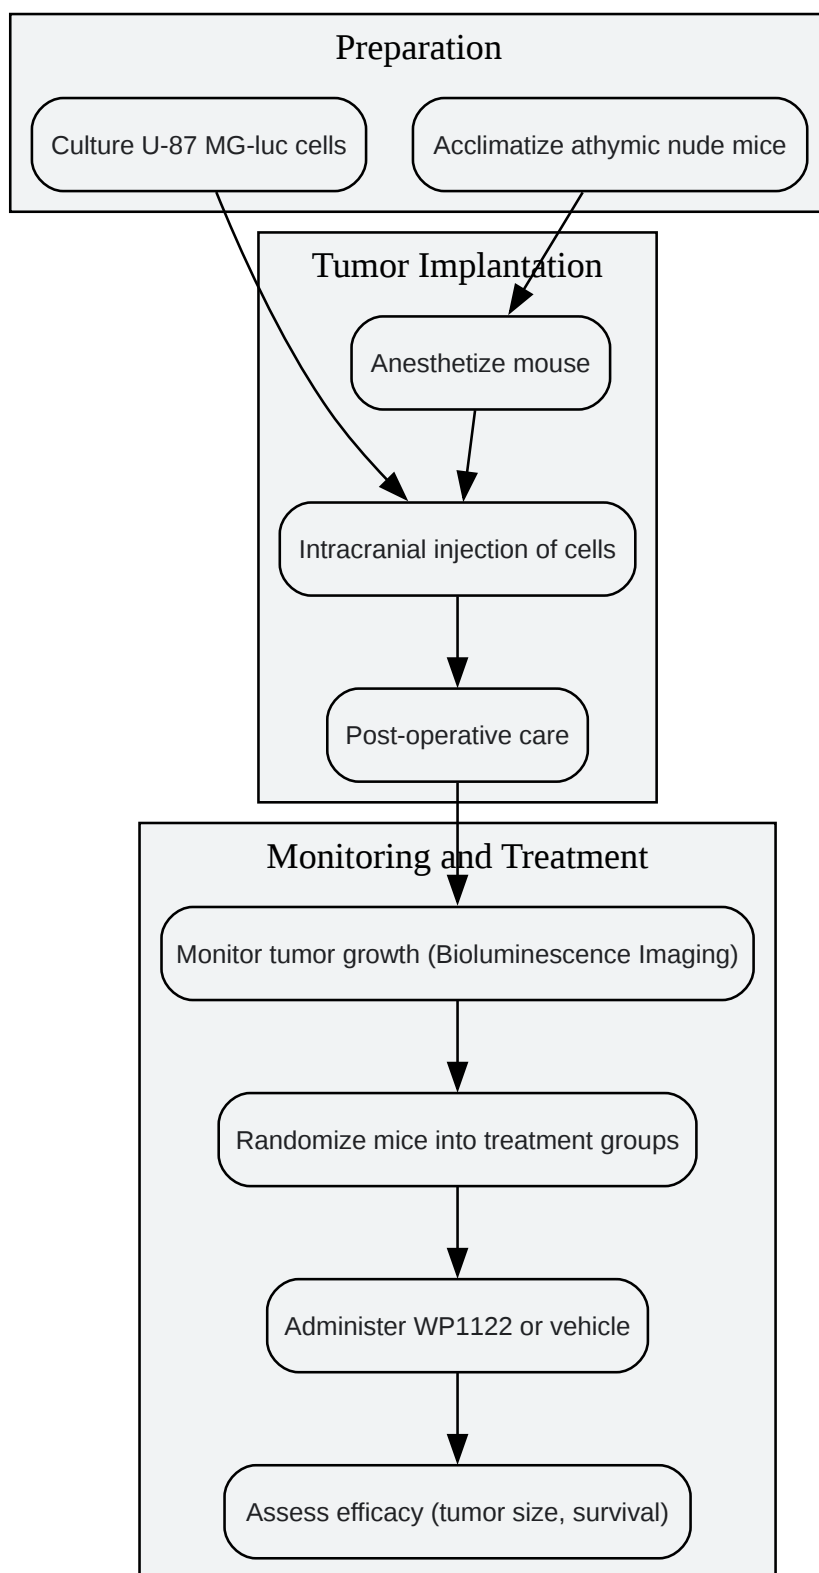 Preparation
Culture U-87 MG-luc cells
Acclimatize athymic nude mice
Tumor Implantation
Anesthetize mouse
Intracranial injection of cells
Post-operative care
Monitoring and Treatment
Monitor tumor growth (Bioluminescence Imaging)
Randomize mice into treatment groups
Administer WP1122 or vehicle
Assess efficacy (tumor size, survival)